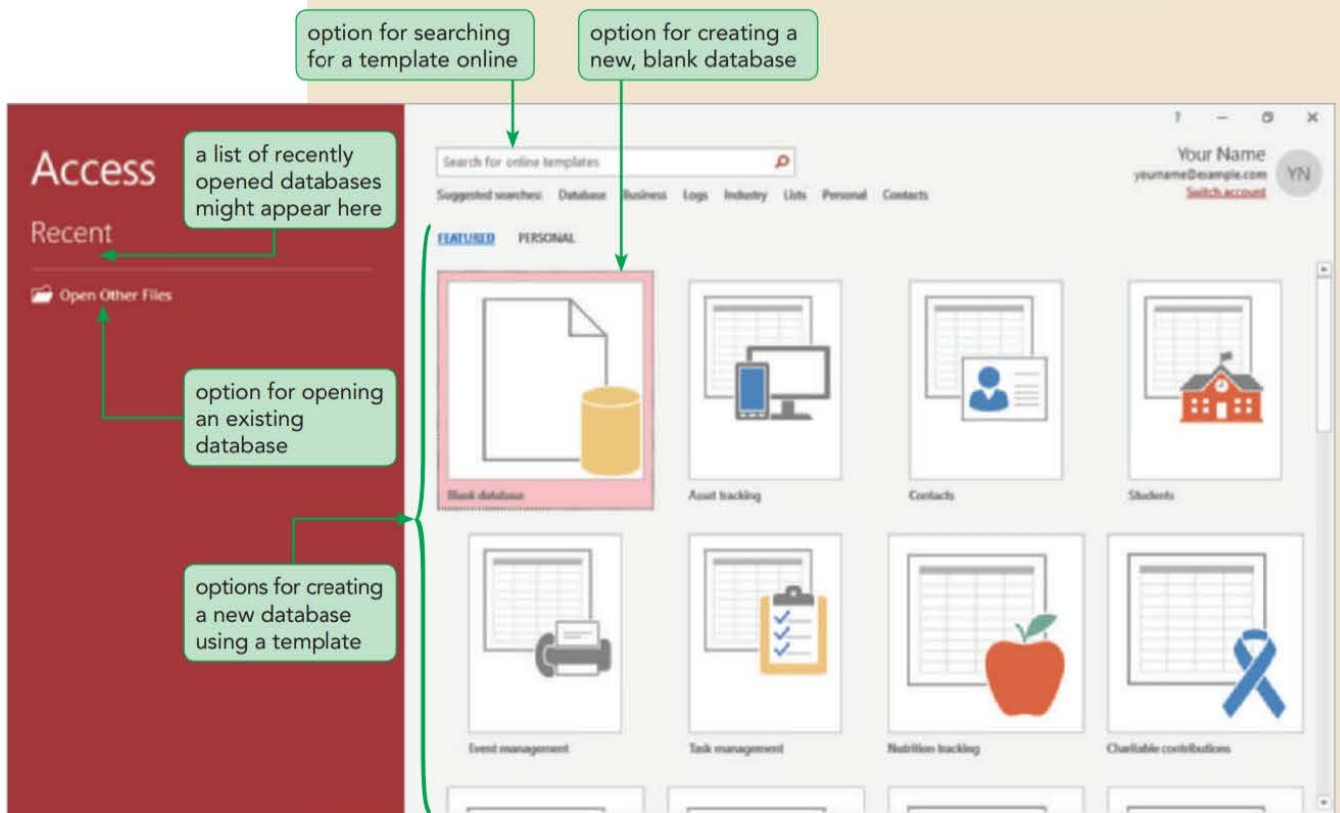 option for searching
for a template online
option for creating a
new, blank database
Access
a list of recently
opened databases
might appear here
Recent
Open Other Files
option for opening
an existing
database
options for creating
a new database
using a template
?
Search for online templates
Your Name
yourname@example.com
YN
Switch account
Suggested searches: Database Business Logs Industry Lists Personal Contacts
FEATURED PERSONAL
Blank database
Asset tracking
Contacts
Students
Event management
Task management
Nutrition tracking
Charitable contributions